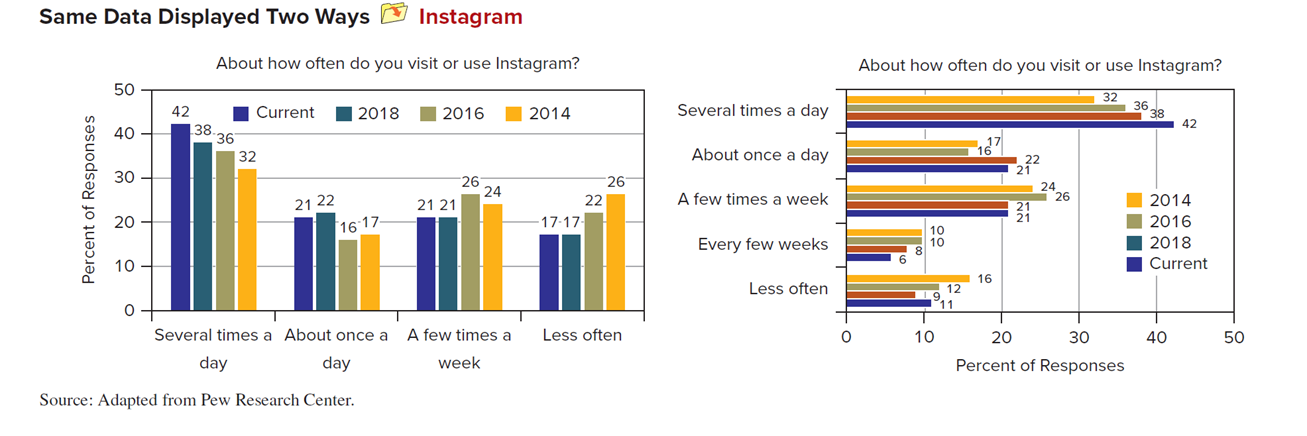 Same Data Displayed Two Ways Instagram
About how often do you visit or use Instagram?
Percent of Responses
50
40
30
20
10
0
Current 2018 2016 2014
42 38 36 32
21 22 16 17
21 21 26 24
17 17 22 26
Several times a
day
About once a
day
A few times a
week
Less often
About how often do you visit or use Instagram?
Several times a day
32
36
38
42
About once a day
17
16
22
21
A few times a week
24
26
21
21
Every few weeks
10
10
8
6
Less often
16
12
9
11
2014
2016
2018
Current
0 10 20 30 40 50
Percent of Responses
Source: Adapted from Pew Research Center.